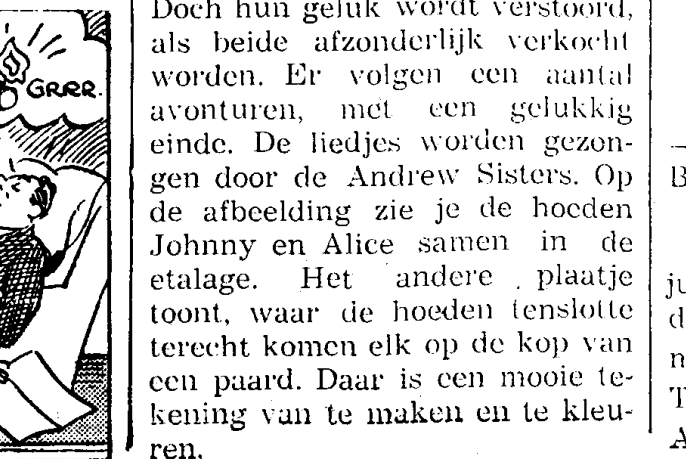 GRRR.
Doch hun geluk wordt verstoord,
als beide afzonderlijk verkocht
worden. Er volgen een aantal
avonturen, met een gelukkig
einde. De liedjes worden gezon-
gen door de Andrew Sisters. Op
de afbeelding zie je de hoeden
Johnny en Alice samen in de
etalage. Het andere plaatje
toont, waar de hoeden tenslotte
terecht komen elk op de kop van
een paard. Daar is een mooie te-
kening van te maken en te kleu-
ren.
B
ju
d
T
A